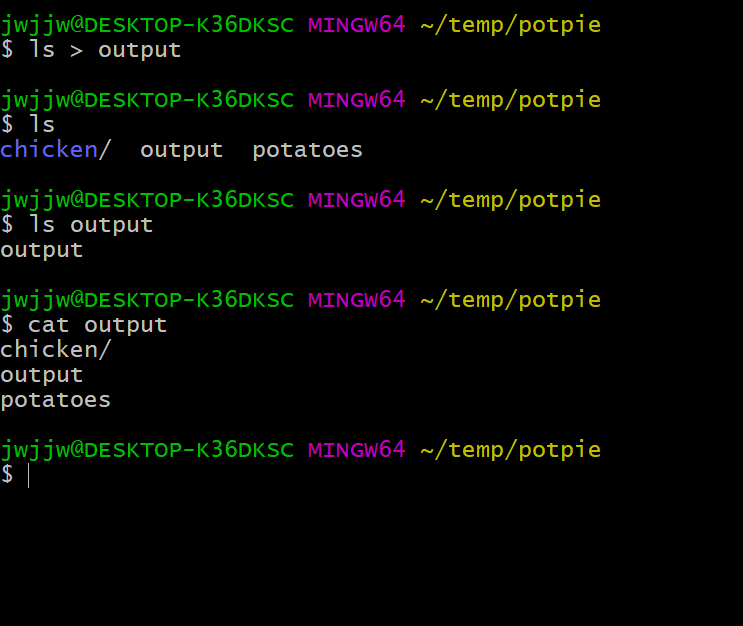 jwjjw@DESKTOP-K36DKSC MINGW64 ~/temp/potpie
$ ls > output
jwjjw@DESKTOP-K36DKSC MINGW64 ~/temp/potpie
$ ls
chicken/  output  potatoes
jwjjw@DESKTOP-K36DKSC MINGW64 ~/temp/potpie
$ ls output
output
jwjjw@DESKTOP-K36DKSC MINGW64 ~/temp/potpie
$ cat output
chicken/
output
potatoes
jwjjw@DESKTOP-K36DKSC MINGW64 ~/temp/potpie
$